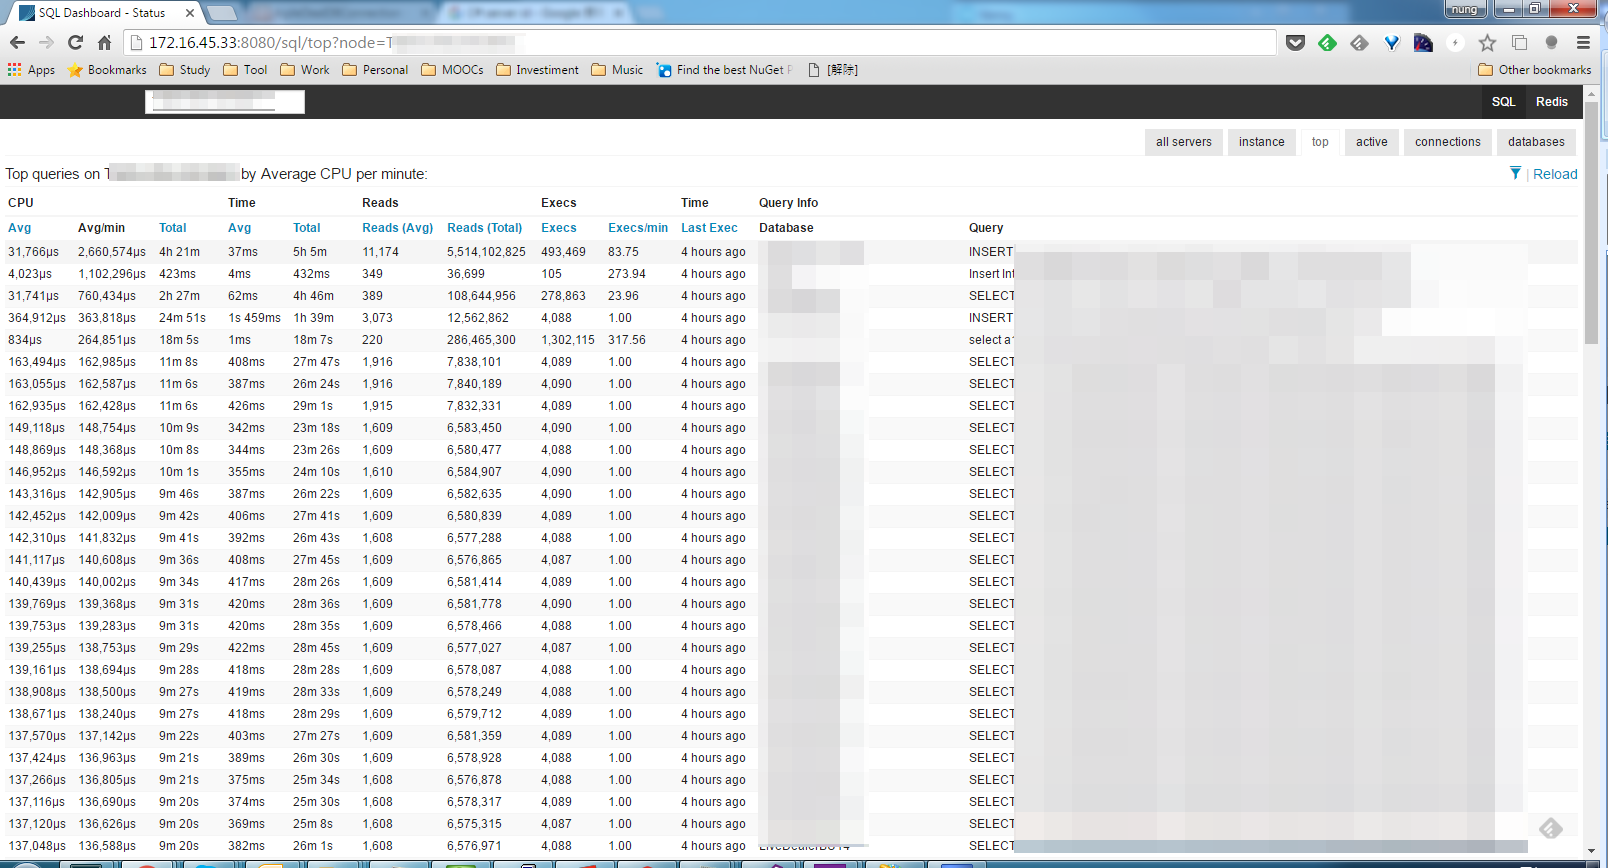 SQL Dashboard - Status
nung
172.16.45.33:8080/sql/top?node=T
Apps Bookmarks Study Tool Work Personal MOOCs Investiment Music Find the best NuGet P [解除] Other bookmarks
SQL Redis
all servers instance top active connections databases
Top queries on T by Average CPU per minute: | Reload
CPU Time Reads Execs Time Query Info
Avg Avg/min Total Avg Total Reads (Avg) Reads (Total) Execs Execs/min Last Exec Database Query
31,766µs 2,660,574µs 4h 21m 37ms 5h 5m 11,174 5,514,102,825 493,469 83.75 4 hours ago INSERT
4,023µs 1,102,296µs 423ms 4ms 432ms 349 36,699 105 273.94 4 hours ago Insert Int
31,741µs 760,434µs 2h 27m 62ms 4h 46m 389 108,644,956 278,863 23.96 4 hours ago SELECT
364,912µs 363,818µs 24m 51s 1s 459ms 1h 39m 3,073 12,562,862 4,088 1.00 4 hours ago INSERT
834µs 264,851µs 18m 5s 1ms 18m 7s 220 286,465,300 1,302,115 317.56 4 hours ago select a
163,494µs 162,985µs 11m 8s 408ms 27m 47s 1,916 7,838,101 4,089 1.00 4 hours ago SELECT
163,055µs 162,587µs 11m 6s 387ms 26m 24s 1,916 7,840,189 4,090 1.00 4 hours ago SELECT
162,935µs 162,428µs 11m 6s 426ms 29m 1s 1,915 7,832,331 4,089 1.00 4 hours ago SELECT
149,118µs 148,754µs 10m 9s 342ms 23m 18s 1,609 6,583,450 4,090 1.00 4 hours ago SELECT
148,869µs 148,368µs 10m 8s 344ms 23m 26s 1,609 6,580,477 4,088 1.00 4 hours ago SELECT
146,952µs 146,592µs 10m 1s 355ms 24m 10s 1,610 6,584,907 4,090 1.00 4 hours ago SELECT
143,316µs 142,905µs 9m 46s 387ms 26m 22s 1,609 6,582,635 4,090 1.00 4 hours ago SELECT
142,452µs 142,009µs 9m 42s 406ms 27m 41s 1,609 6,580,839 4,089 1.00 4 hours ago SELECT
142,310µs 141,832µs 9m 41s 392ms 26m 43s 1,608 6,577,288 4,088 1.00 4 hours ago SELECT
141,117µs 140,608µs 9m 36s 408ms 27m 45s 1,609 6,576,865 4,087 1.00 4 hours ago SELECT
140,439µs 140,002µs 9m 34s 417ms 28m 26s 1,609 6,581,414 4,089 1.00 4 hours ago SELECT
139,769µs 139,368µs 9m 31s 420ms 28m 36s 1,609 6,581,778 4,090 1.00 4 hours ago SELECT
139,753µs 139,283µs 9m 31s 420ms 28m 35s 1,609 6,578,466 4,088 1.00 4 hours ago SELECT
139,255µs 138,753µs 9m 29s 422ms 28m 45s 1,609 6,577,027 4,087 1.00 4 hours ago SELECT
139,161µs 138,694µs 9m 28s 418ms 28m 28s 1,609 6,578,087 4,088 1.00 4 hours ago SELECT
138,908µs 138,500µs 9m 27s 419ms 28m 33s 1,609 6,578,249 4,088 1.00 4 hours ago SELECT
138,671µs 138,240µs 9m 27s 418ms 28m 29s 1,609 6,579,712 4,089 1.00 4 hours ago SELECT
137,570µs 137,142µs 9m 22s 403ms 27m 27s 1,609 6,581,359 4,089 1.00 4 hours ago SELECT
137,424µs 136,963µs 9m 21s 389ms 26m 30s 1,609 6,578,928 4,088 1.00 4 hours ago SELECT
137,266µs 136,805µs 9m 21s 375ms 25m 34s 1,608 6,576,878 4,088 1.00 4 hours ago SELECT
137,116µs 136,690µs 9m 20s 374ms 25m 30s 1,608 6,578,317 4,089 1.00 4 hours ago SELECT
137,120µs 136,626µs 9m 20s 369ms 25m 8s 1,608 6,575,315 4,087 1.00 4 hours ago SELECT
137,048µs 136,588µs 9m 20s 382ms 26m 1s 1,608 6,576,971 4,088 1.00 4 hours ago SELECT